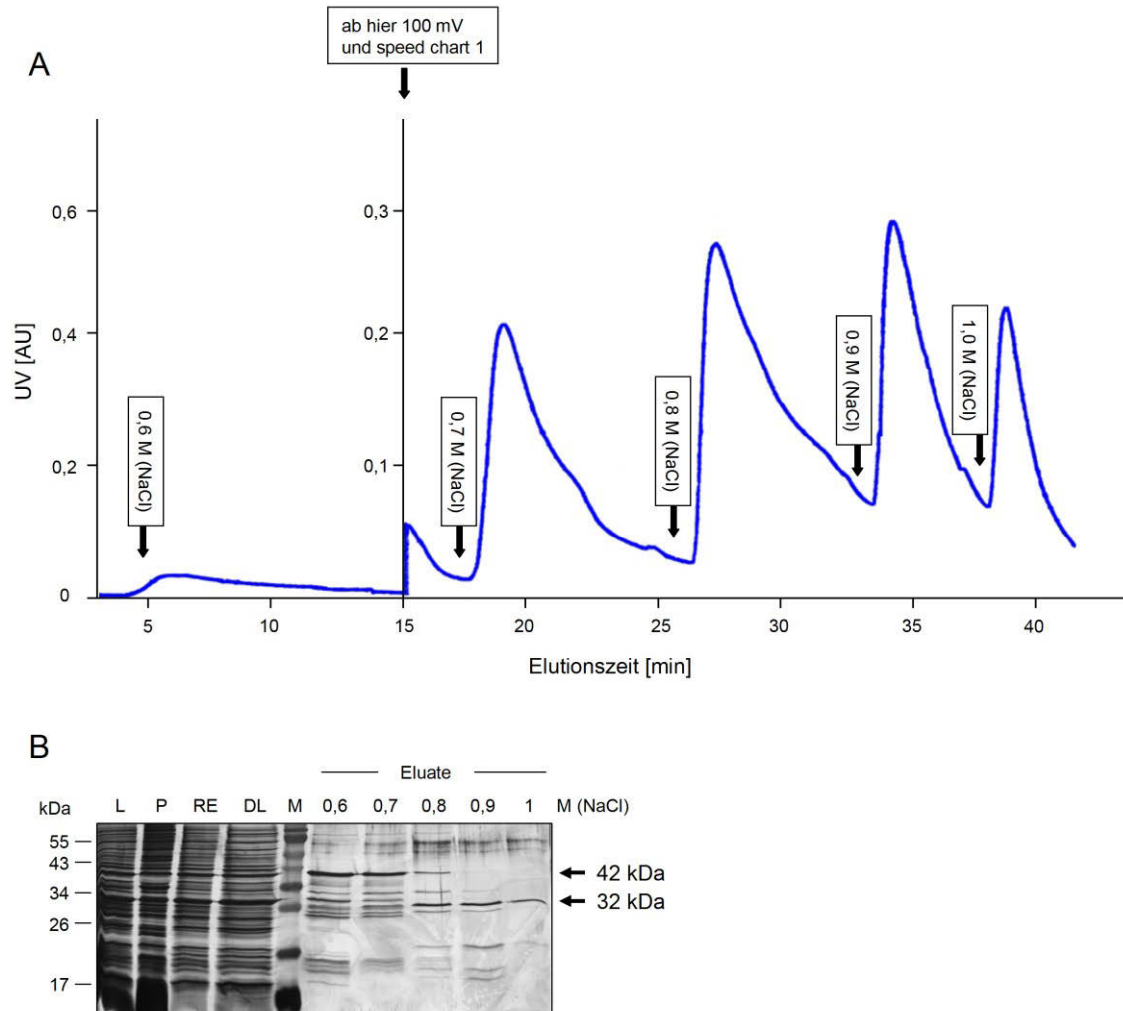 ab hier 100 mV
und speed chart 1
A
UV [AU]
0,6
0,4
0,2
0
0,3
0,2
0,1
0,6 M (NaCl)
0,7 M (NaCl)
0,8 M (NaCl)
0,9 M (NaCl)
1,0 M (NaCl)
5 10 15 20 25 30 35 40
Elutionszeit [min]
B
Eluate
kDa L P RE DL M 0,6 0,7 0,8 0,9 1 M (NaCl)
55
43
34
26
17
42 kDa
32 kDa